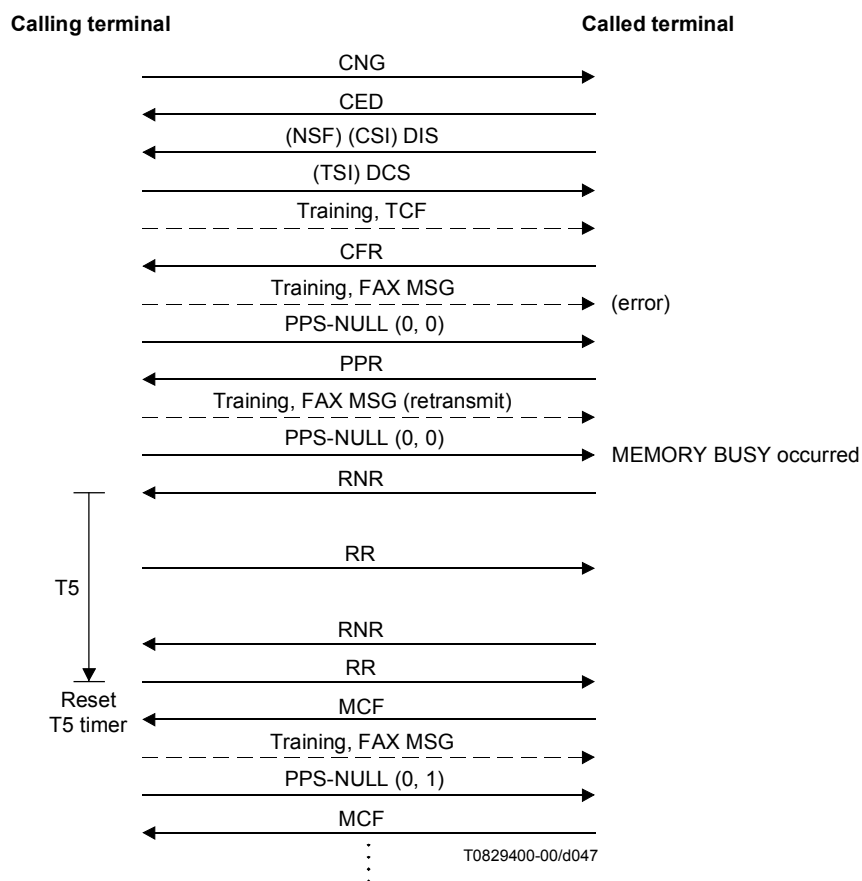 Calling terminal
Called terminal
CNG
CED
(NSF) (CSI) DIS
(TSI) DCS
Training, TCF
CFR
Training, FAX MSG
(error)
PPS-NULL (0, 0)
PPR
Training, FAX MSG (retransmit)
PPS-NULL (0, 0)
MEMORY BUSY occurred
RNR
RR
T5
RNR
RR
Reset
T5 timer
MCF
Training, FAX MSG
PPS-NULL (0, 1)
MCF
T0829400-00/d047